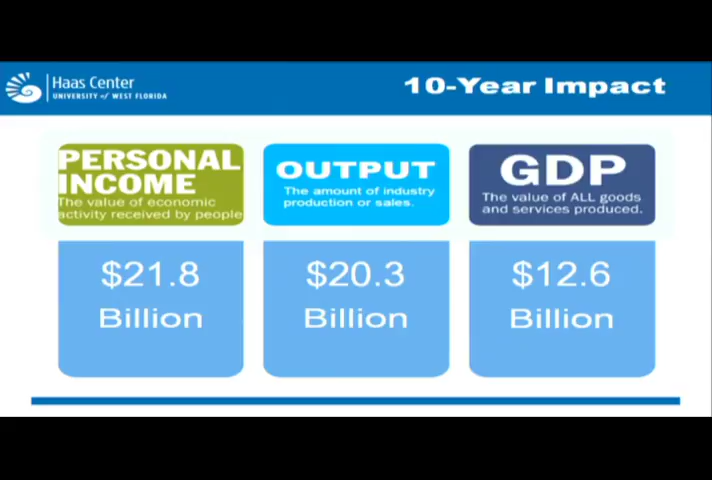 Haas Center
UNIVERSITY of WEST FLORIDA
10-Year Impact
PERSONAL
INCOME
The value of economic
activity received by people
OUTPUT
The amount of industry
production or sales.
GDP
The value of ALL goods
and services produced.
$21.8
Billion
$20.3
Billion
$12.6
Billion